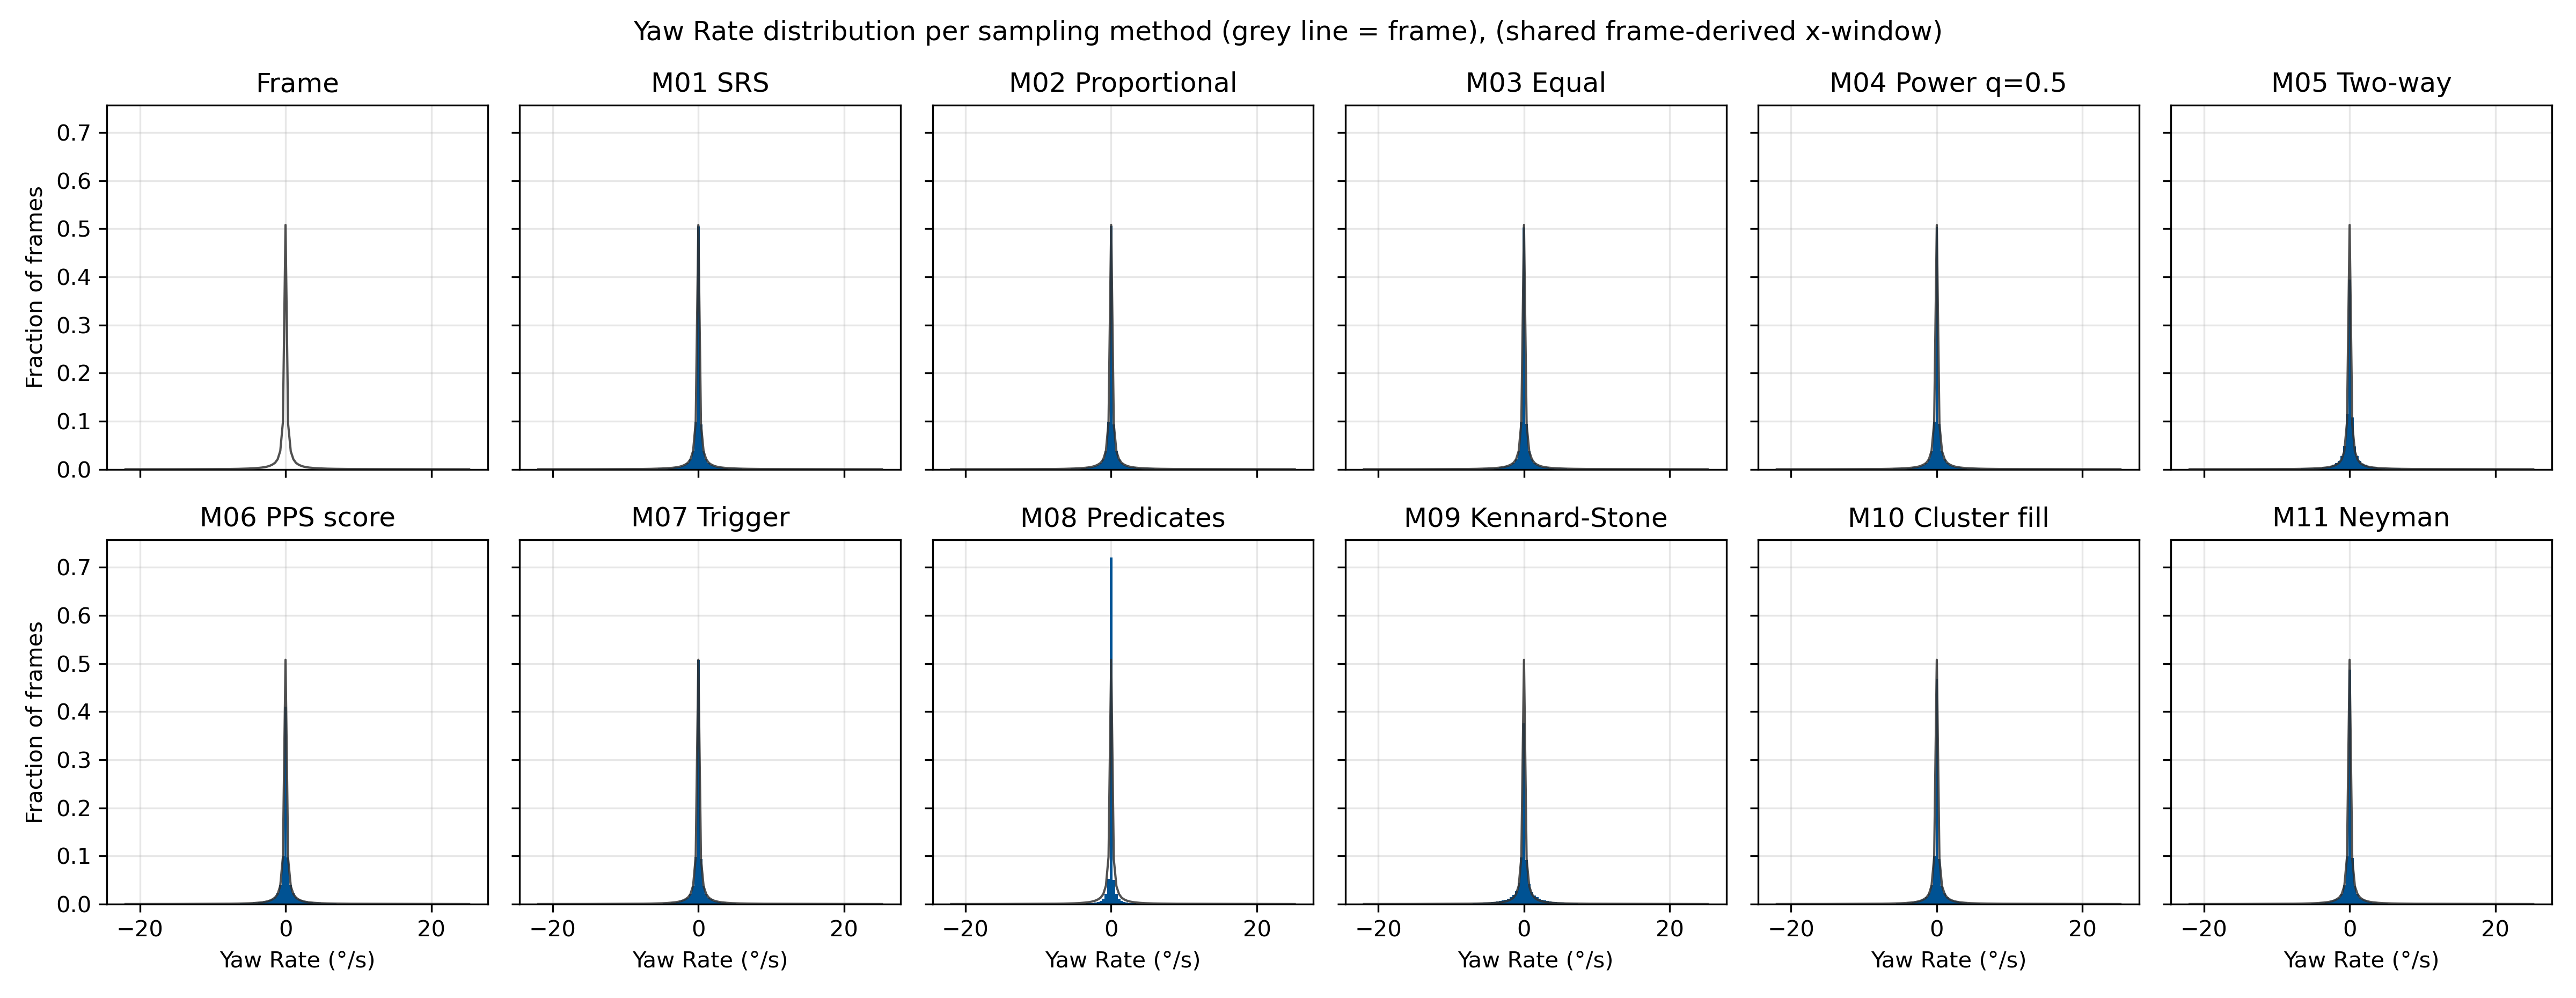 Yaw Rate distribution per sampling method (grey line = frame), (shared frame-derived x-window)
Frame
M01 SRS
M02 Proportional
M03 Equal
M04 Power q=0.5
M05 Two-way
0.7
0.6
0.5
0.4
0.3
0.2
0.1
0.0
Fraction of frames
M06 PPS score
M07 Trigger
M08 Predicates
M09 Kennard-Stone
M10 Cluster fill
M11 Neyman
0.7
0.6
0.5
0.4
0.3
0.2
0.1
0.0
Fraction of frames
−20 0 20
−20 0 20
−20 0 20
−20 0 20
−20 0 20
−20 0 20
Yaw Rate (°/s)
Yaw Rate (°/s)
Yaw Rate (°/s)
Yaw Rate (°/s)
Yaw Rate (°/s)
Yaw Rate (°/s)